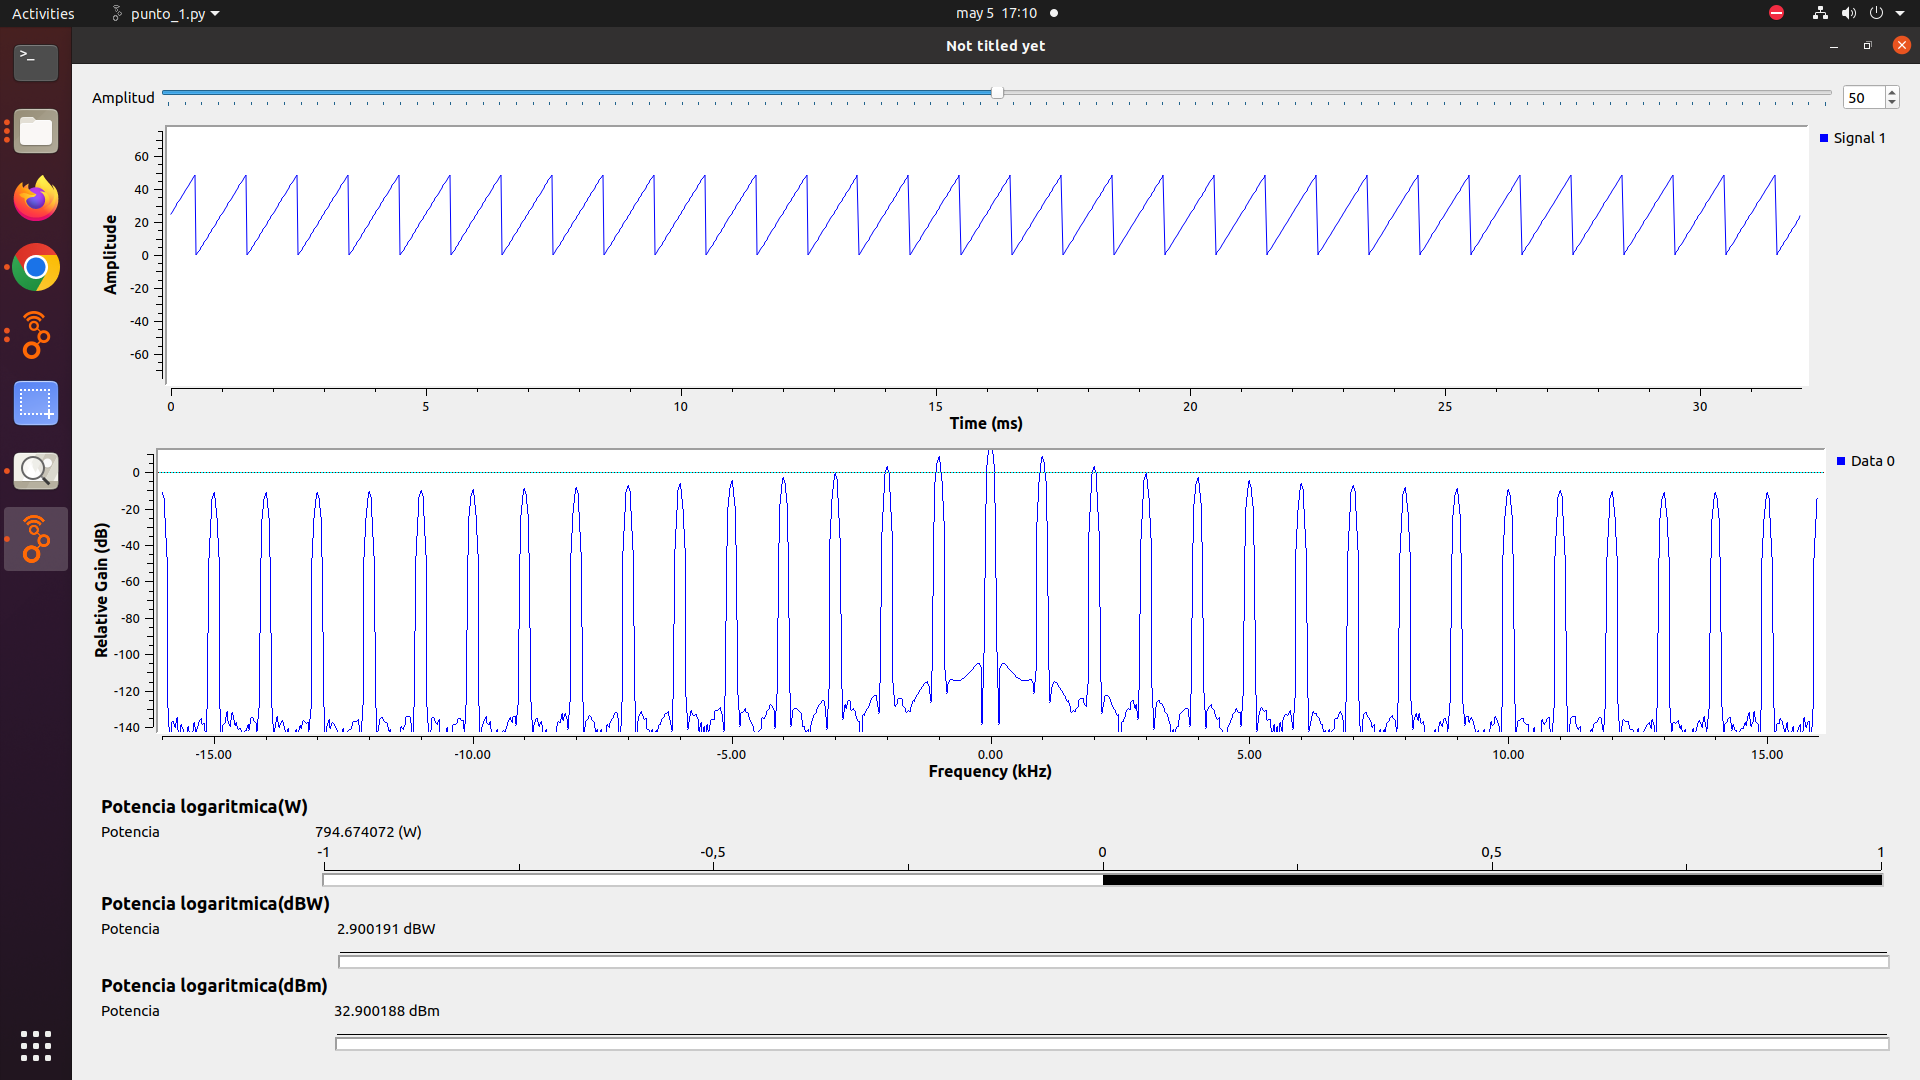 Activities punto_1.py may 5 17:10
Not titled yet
Amplitud 50
Signal 1
60
40
20
0
-20
-40
-60
Amplitude
0 5 10 15 20 25 30
Time (ms)
Data 0
0
-20
-40
-60
-80
-100
-120
-140
Relative Gain (dB)
-15.00 -10.00 -5.00 0.00 5.00 10.00 15.00
Frequency (kHz)
Potencia logaritmica(W)
Potencia 794.674072 (W)
-1 -0,5 0 0,5 1
Potencia logaritmica(dBW)
Potencia 2.900191 dBW
Potencia logaritmica(dBm)
Potencia 32.900188 dBm